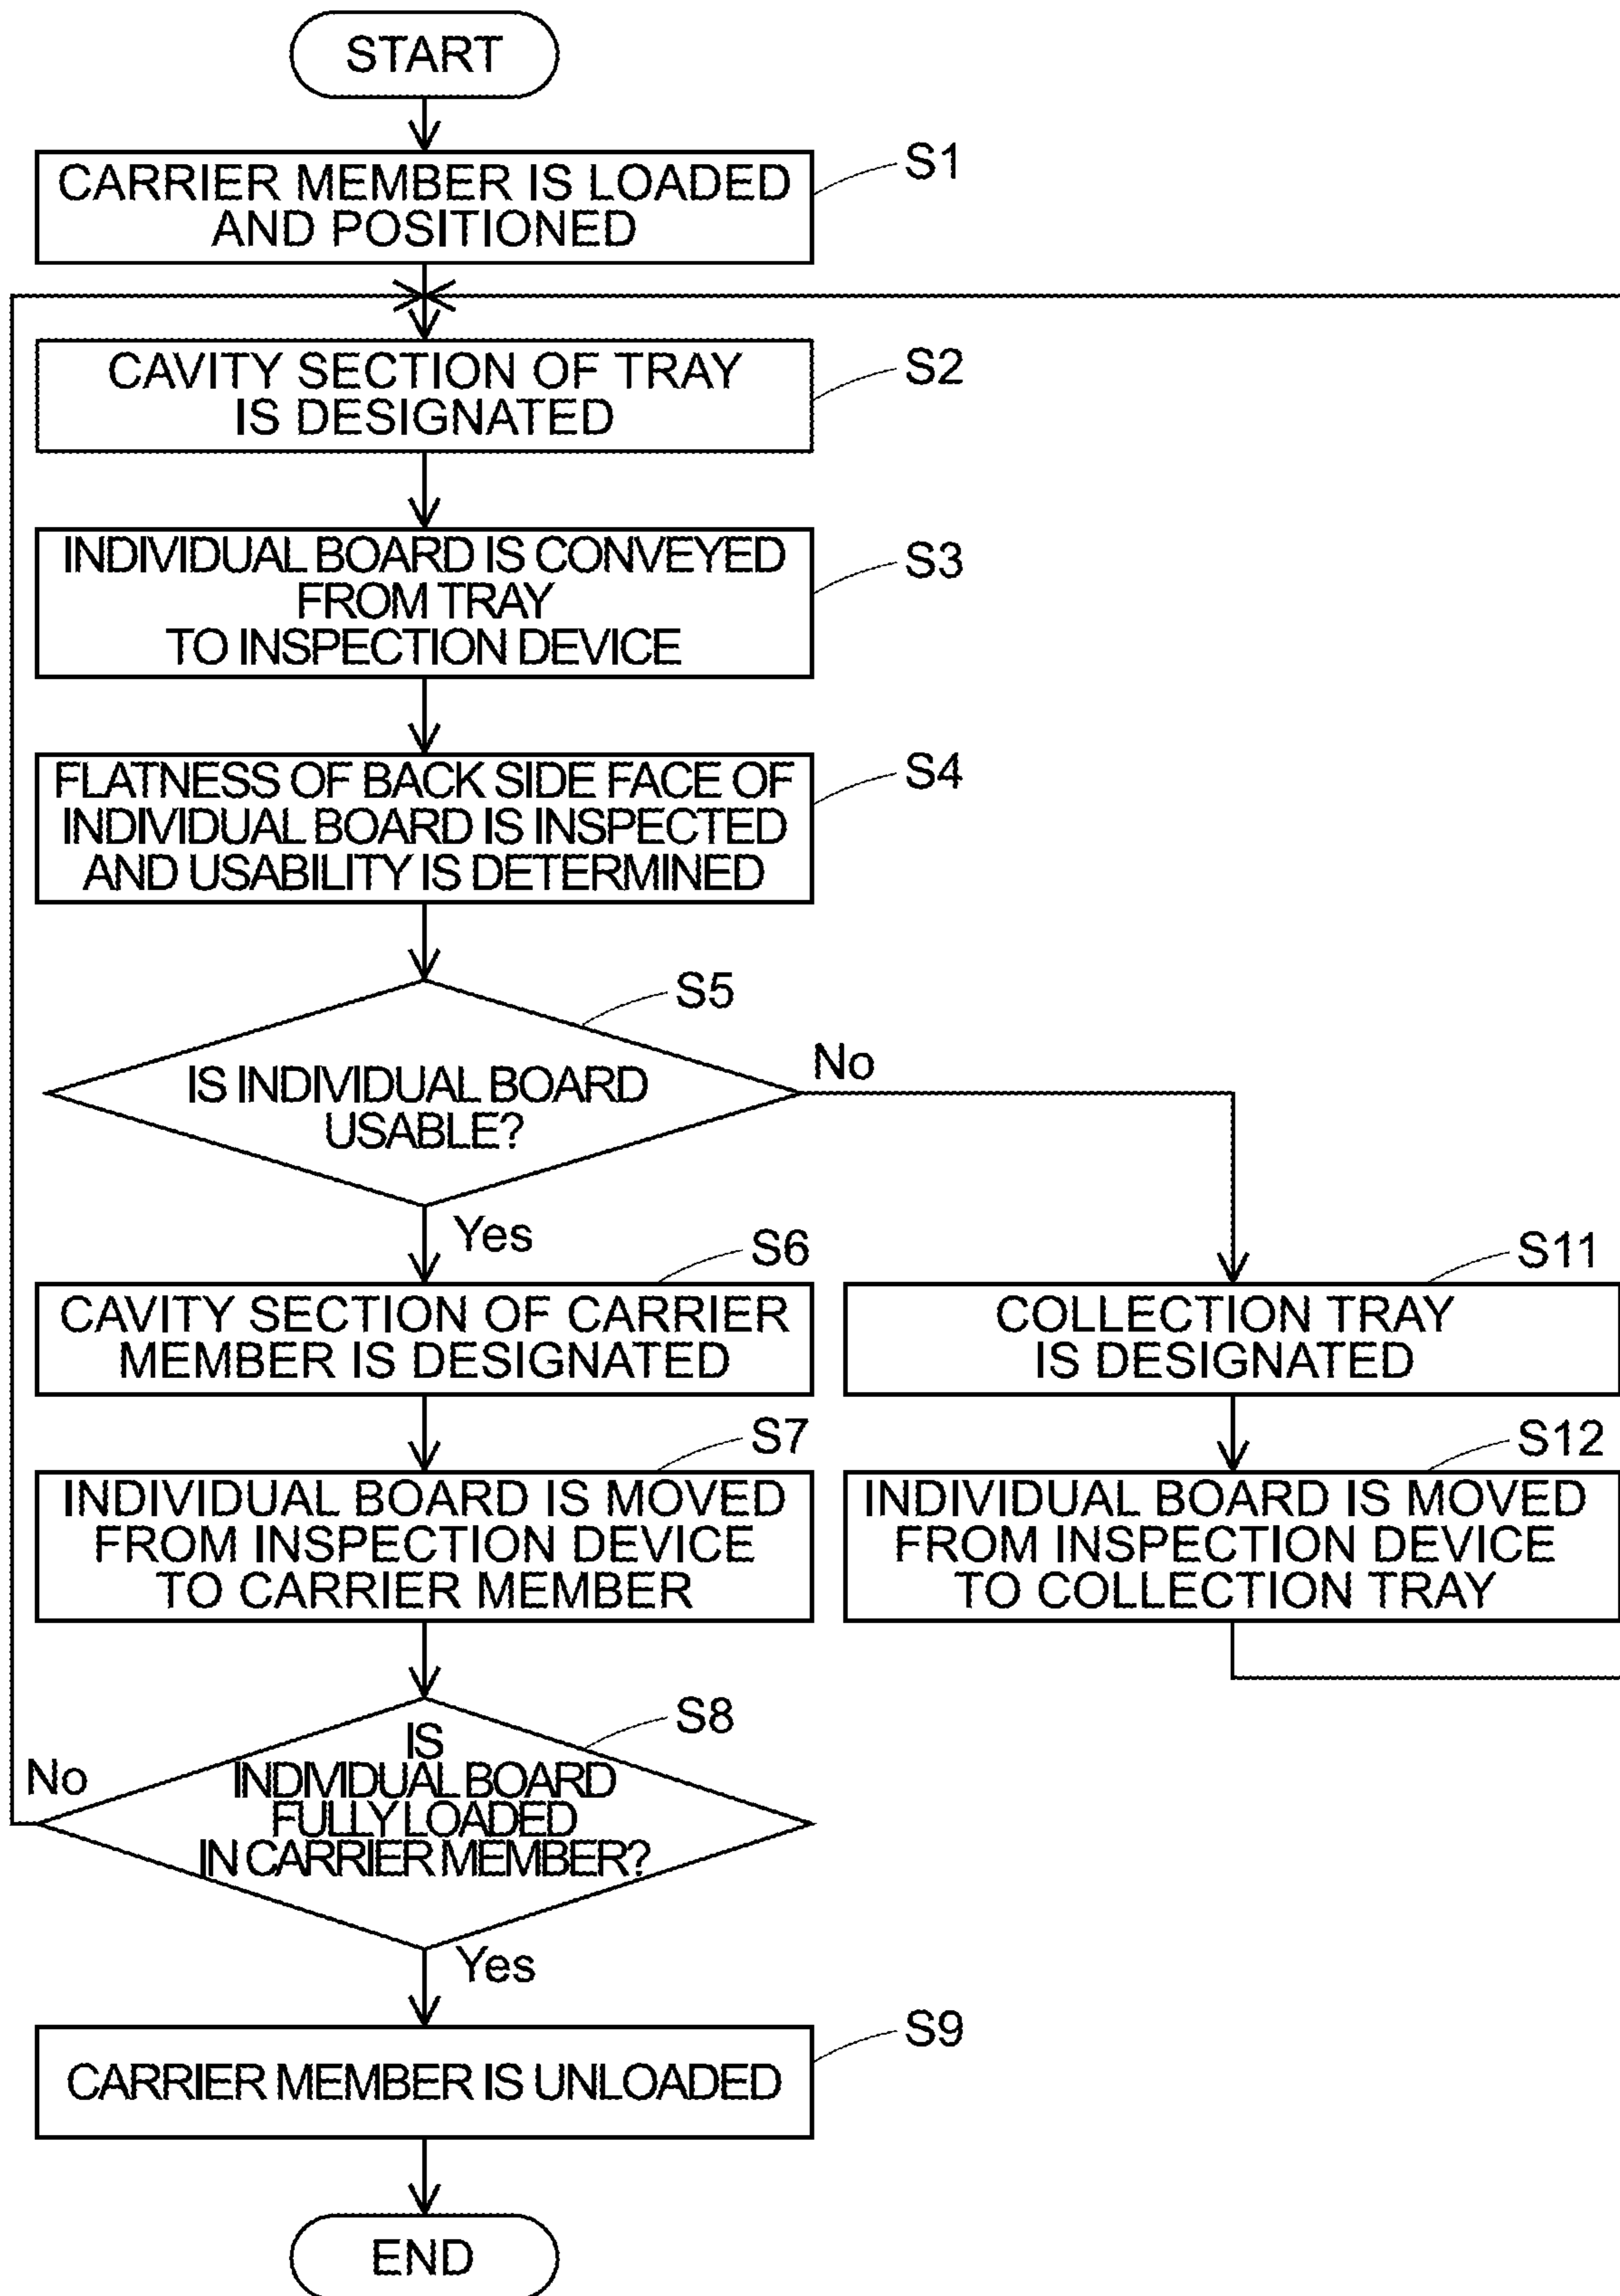 START
CARRIER MEMBER IS LOADED
AND POSITIONED
S1
CAVITY SECTION OF TRAY
IS DESIGNATED
S2
INDIVIDUAL BOARD IS CONVEYED
FROM TRAY
TO INSPECTION DEVICE
S3
FLATNESS OF BACK SIDE FACE OF
INDIVIDUAL BOARD IS INSPECTED
AND USABILITY IS DETERMINED
S4
S5
IS INDIVIDUAL BOARD
USABLE?
No
Yes
S6
CAVITY SECTION OF CARRIER
MEMBER IS DESIGNATED
S11
COLLECTION TRAY
IS DESIGNATED
S7
INDIVIDUAL BOARD IS MOVED
FROM INSPECTION DEVICE
TO CARRIER MEMBER
S12
INDIVIDUAL BOARD IS MOVED
FROM INSPECTION DEVICE
TO COLLECTION TRAY
S8
IS
INDIVIDUAL BOARD
FULLY LOADED
IN CARRIER MEMBER?
No
Yes
S9
CARRIER MEMBER IS UNLOADED
END